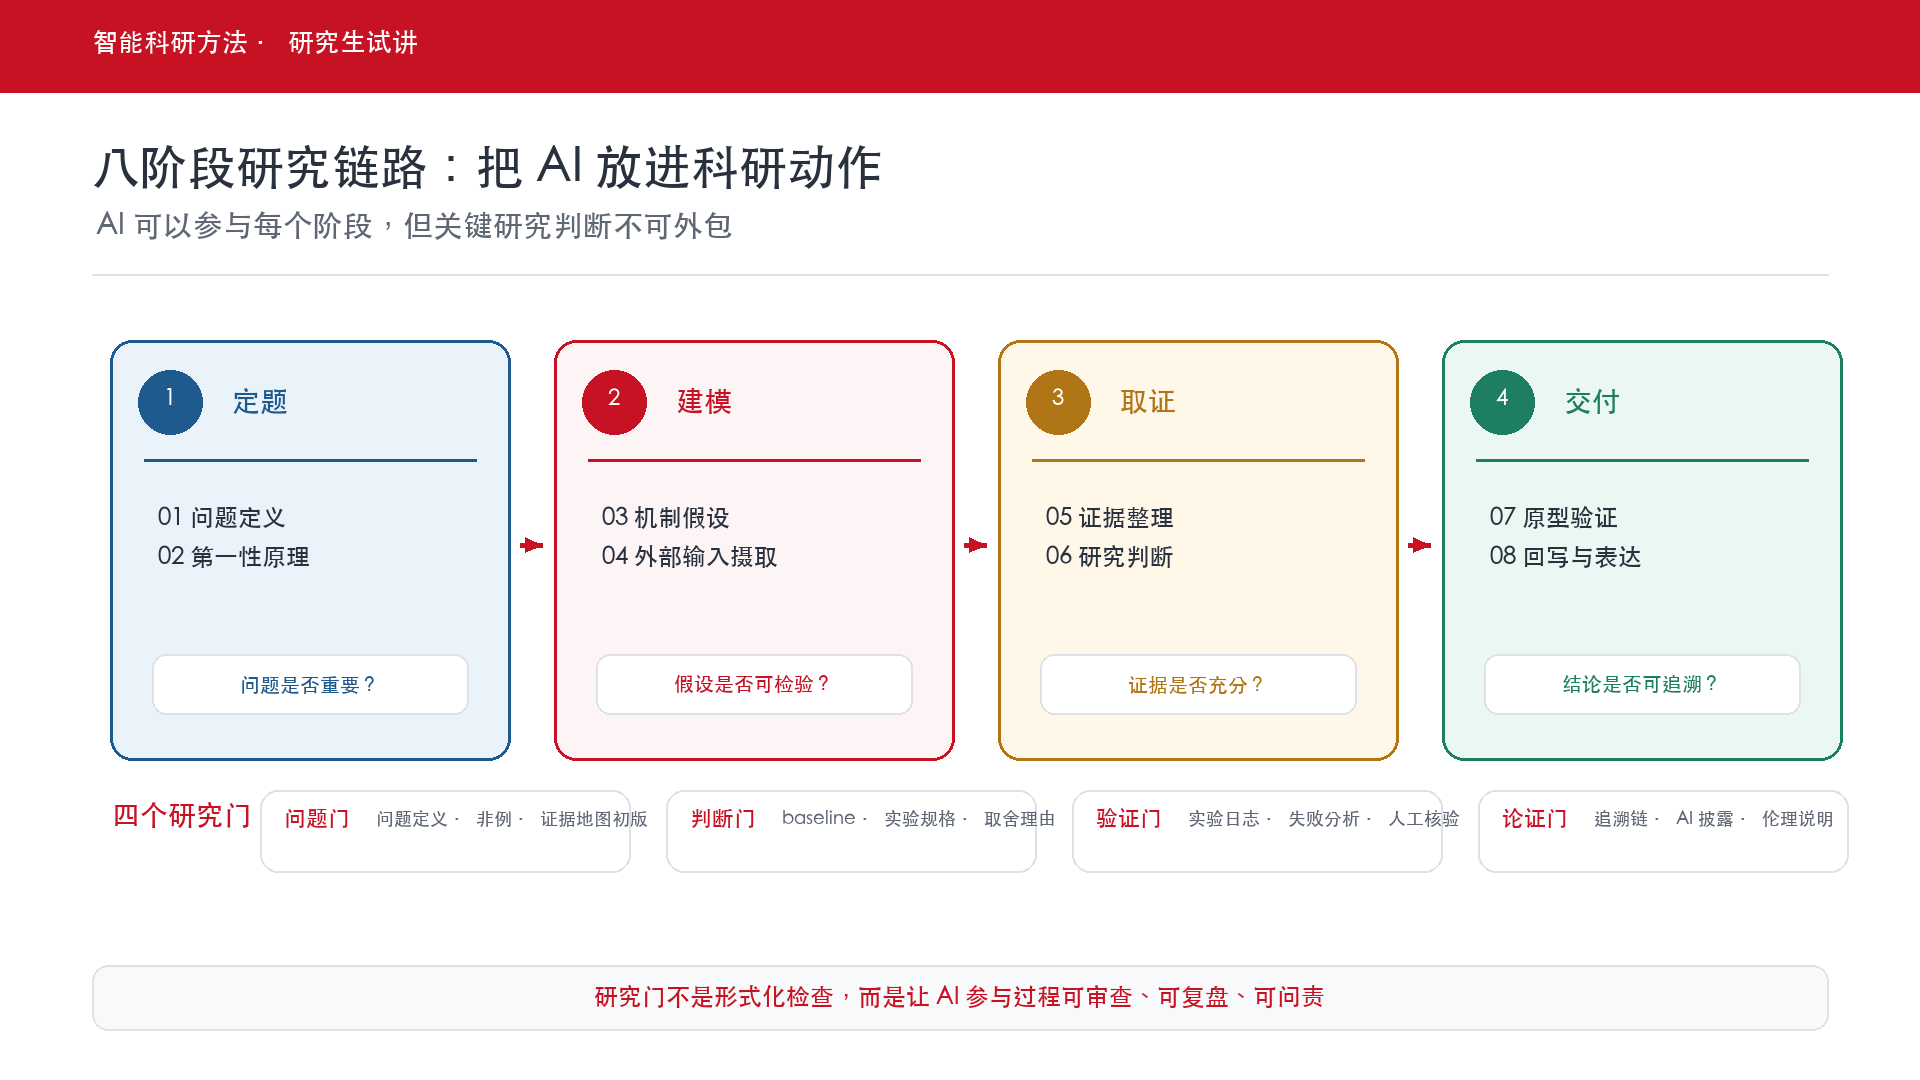 智能科研方法 · 研究生试讲
八阶段研究链路：把 AI 放进科研动作
AI 可以参与每个阶段，但关键研究判断不可外包
1 定题
01 问题定义
02 第一性原理
问题是否重要？
2 建模
03 机制假设
04 外部输入摄取
假设是否可检验？
3 取证
05 证据整理
06 研究判断
证据是否充分？
4 交付
07 原型验证
08 回写与表达
结论是否可追溯？
四个研究门
问题门 问题定义 · 非例 · 证据地图初版
判断门 baseline · 实验规格 · 取舍理由
验证门 实验日志 · 失败分析 · 人工核验
论证门 追溯链 · AI 披露 · 伦理说明
研究门不是形式化检查，而是让 AI 参与过程可审查、可复盘、可问责